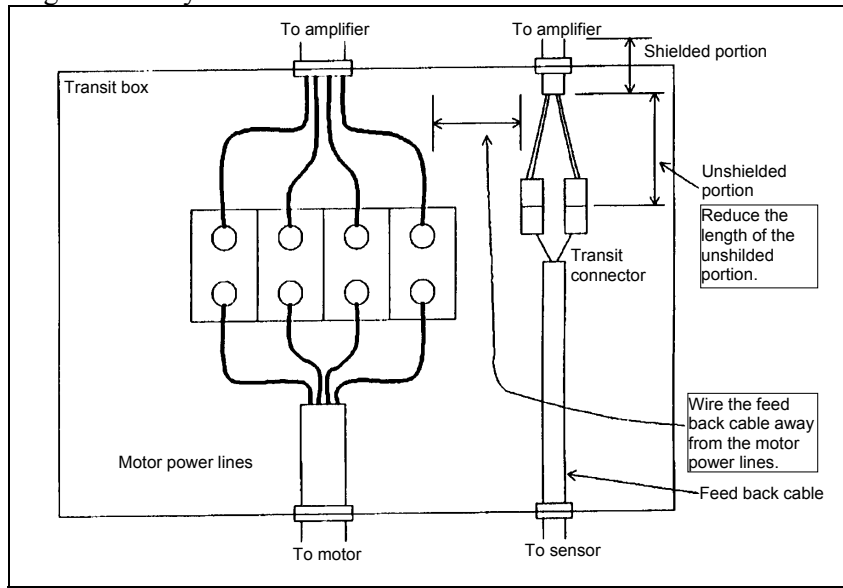 To amplifier
To amplifier
Shielded portion
Transit box
Unshielded
portion
Reduce the
length of the
unshilded
portion.
Transit
connector
Wire the feed
back cable away
from the motor
power lines.
Motor power lines
Feed back cable
To motor
To sensor